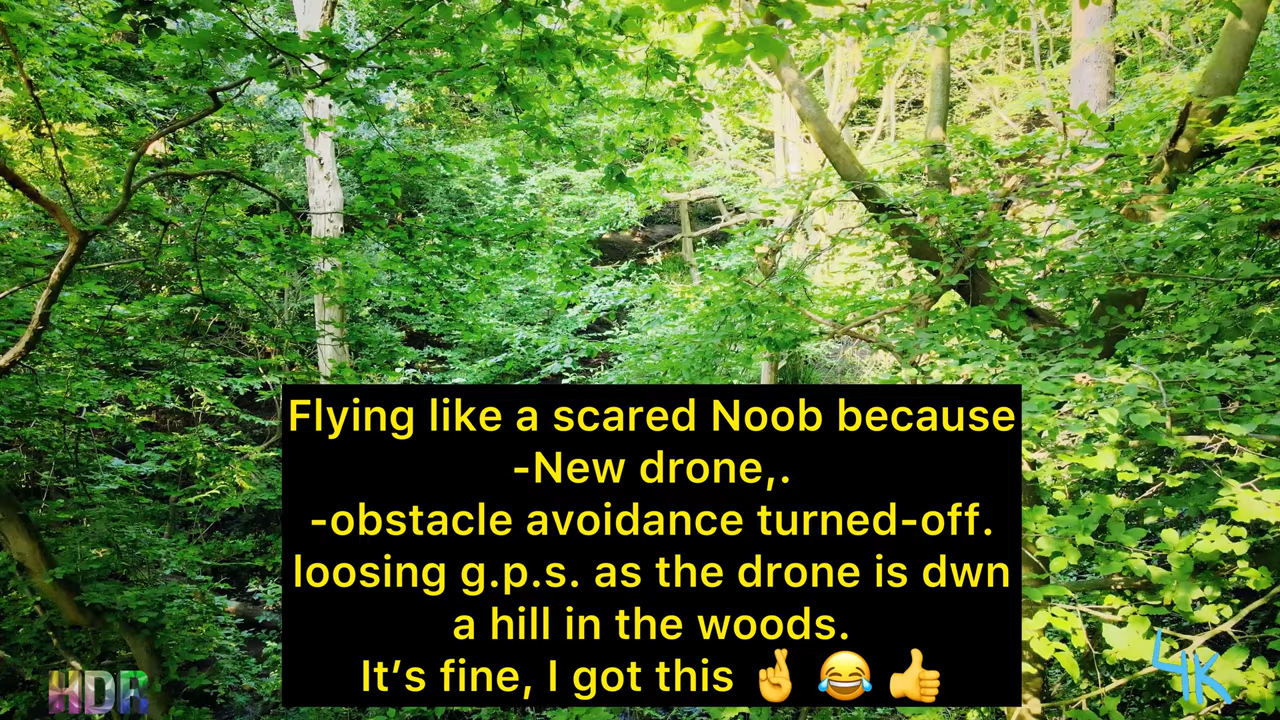 Flying like a scared Noob because
-New drone,.
-obstacle avoidance turned-off.
loosing g.p.s. as the drone is dwn
a hill in the woods.
It’s fine, I got this 🤞 😂 👍
HDR
4K